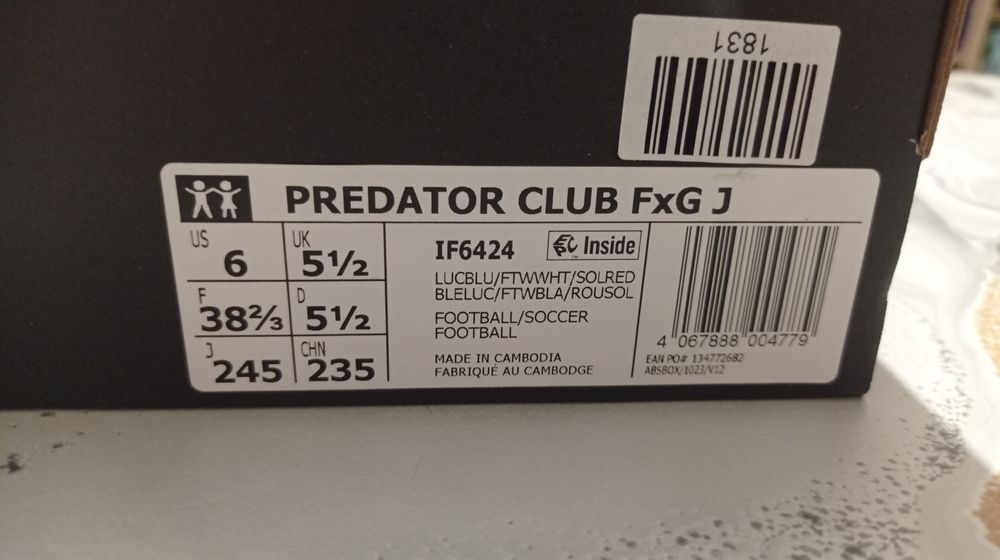 1831
PREDATOR CLUB FxG J
US 6
UK 5½
F 38⅔
D 5½
J 245
CHN 235
IF6424
EPC Inside
™
LUCBLU/FTWWHT/SOLRED
BLELUC/FTWBLA/ROUSOL
FOOTBALL/SOCCER
FOOTBALL
MADE IN CAMBODIA
FABRIQUÉ AU CAMBODGE
4 067888 004779
EAN PO# 134772682
ABSBOX/1023/V12